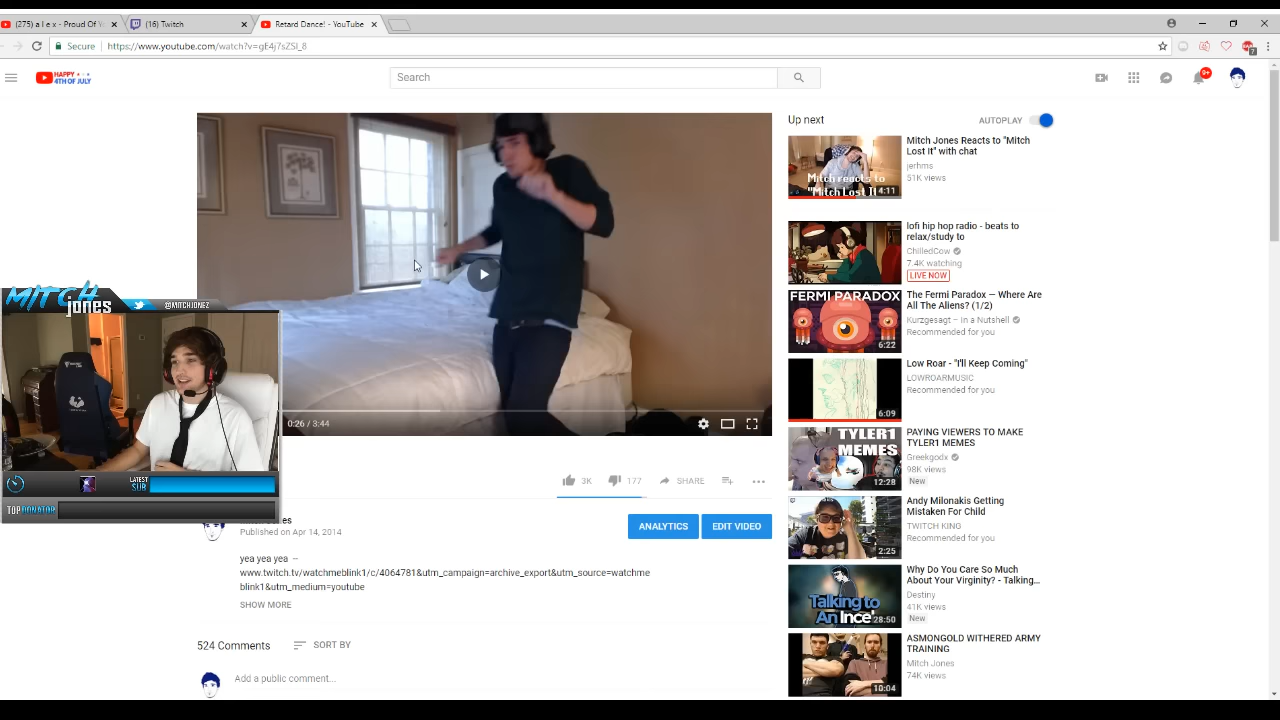 (275) a l e x - Proud Of Y
(16) Twitch
Retard Dance! - YouTube
Secure
https://www.youtube.com/watch?v=gE4j7sZSI_8
7
HAPPY
4TH OF JULY
Search
9+
Up next
AUTOPLAY
Mitch reacts to
"Mitch Lost It"
4:11
Mitch Jones Reacts to "Mitch
Lost It" with chat
jerhms
51K views
lofi hip hop radio - beats to
relax/study to
ChilledCow
7.4K watching
LIVE NOW
FERMI PARADOX
6:22
The Fermi Paradox — Where Are
All The Aliens? (1/2)
Kurzgesagt – In a Nutshell
Recommended for you
6:09
Low Roar - "I'll Keep Coming"
LOWROARMUSIC
Recommended for you
TYLER1
MEMES
12:28
PAYING VIEWERS TO MAKE
TYLER1 MEMES
Greekgodx
98K views
New
2:25
Andy Milonakis Getting
Mistaken For Child
TWITCH KING
Recommended for you
Talking to
An Ince'
28:50
Why Do You Care So Much
About Your Virginity? - Talking...
Destiny
41K views
New
10:04
ASMONGOLD WITHERED ARMY
TRAINING
Mitch Jones
74K views
MITCH
jones
@MITCHJONEZ
LATEST
SUB
TOP DONATOR
0:26 / 3:44
3K
177
SHARE
Published on Apr 14, 2014
ANALYTICS
EDIT VIDEO
yea yea yea --
www.twitch.tv/watchmeblink1/c/4064781&utm_campaign=archive_export&utm_source=watchme
blink1&utm_medium=youtube
SHOW MORE
524 Comments
SORT BY
Add a public comment...